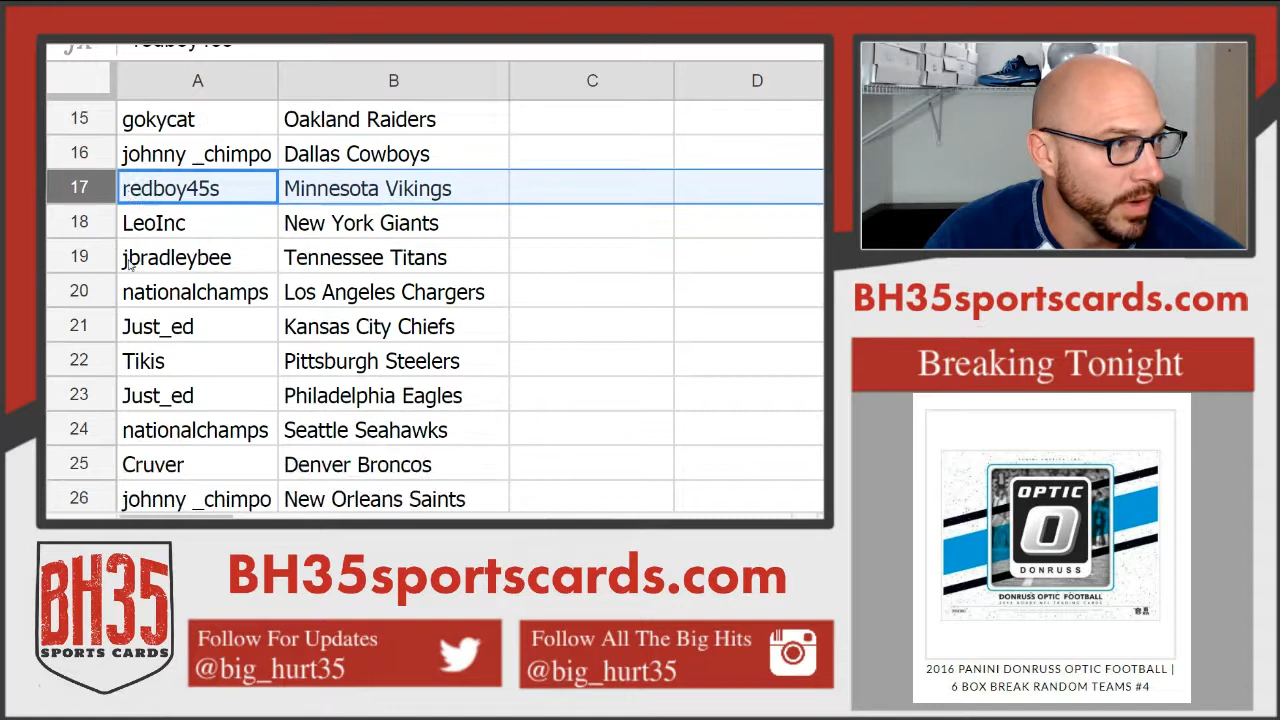 A B C D
15 gokycat Oakland Raiders
16 johnny _chimpo Dallas Cowboys
17 redboy45s Minnesota Vikings
18 LeoInc New York Giants
19 jbradleybee Tennessee Titans
20 nationalchamps Los Angeles Chargers
21 Just_ed Kansas City Chiefs
22 Tikis Pittsburgh Steelers
23 Just_ed Philadelphia Eagles
24 nationalchamps Seattle Seahawks
25 Cruver Denver Broncos
26 johnny _chimpo New Orleans Saints
BH35sportscards.com
Breaking Tonight
OPTIC
O
DONRUSS
DONRUSS OPTIC FOOTBALL
2016 PANINI DONRUSS OPTIC FOOTBALL |
6 BOX BREAK RANDOM TEAMS #4
BH35
SPORTS CARDS
BH35sportscards.com
Follow For Updates
@big_hurt35
Follow All The Big Hits
@big_hurt35